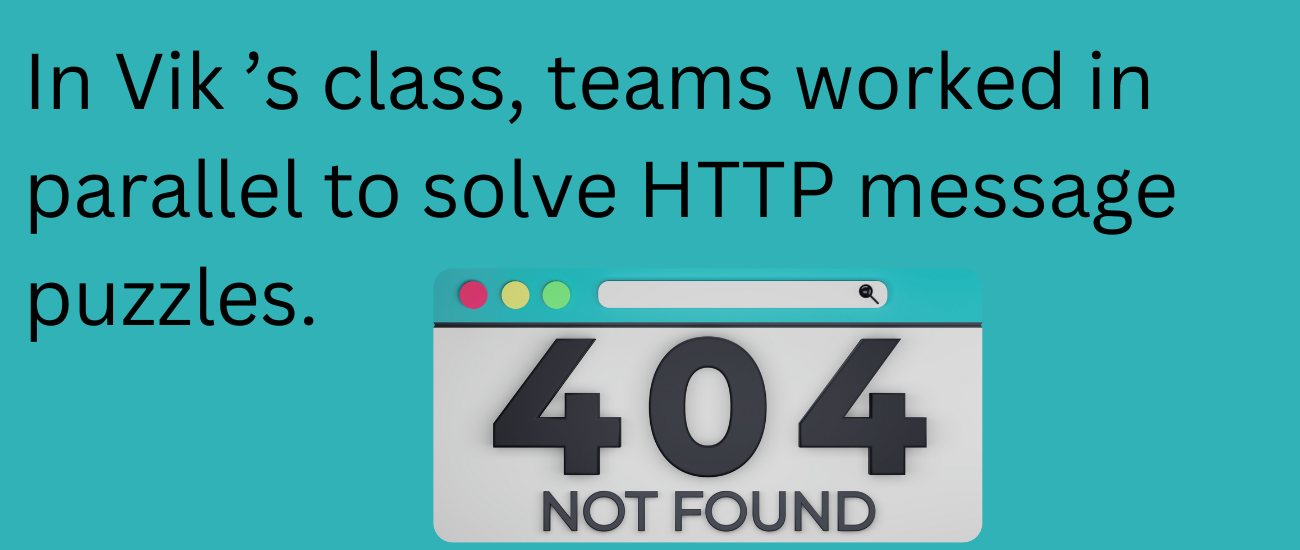 In Vik ’s class, teams worked in
parallel to solve HTTP message
puzzles.
404
NOT FOUND